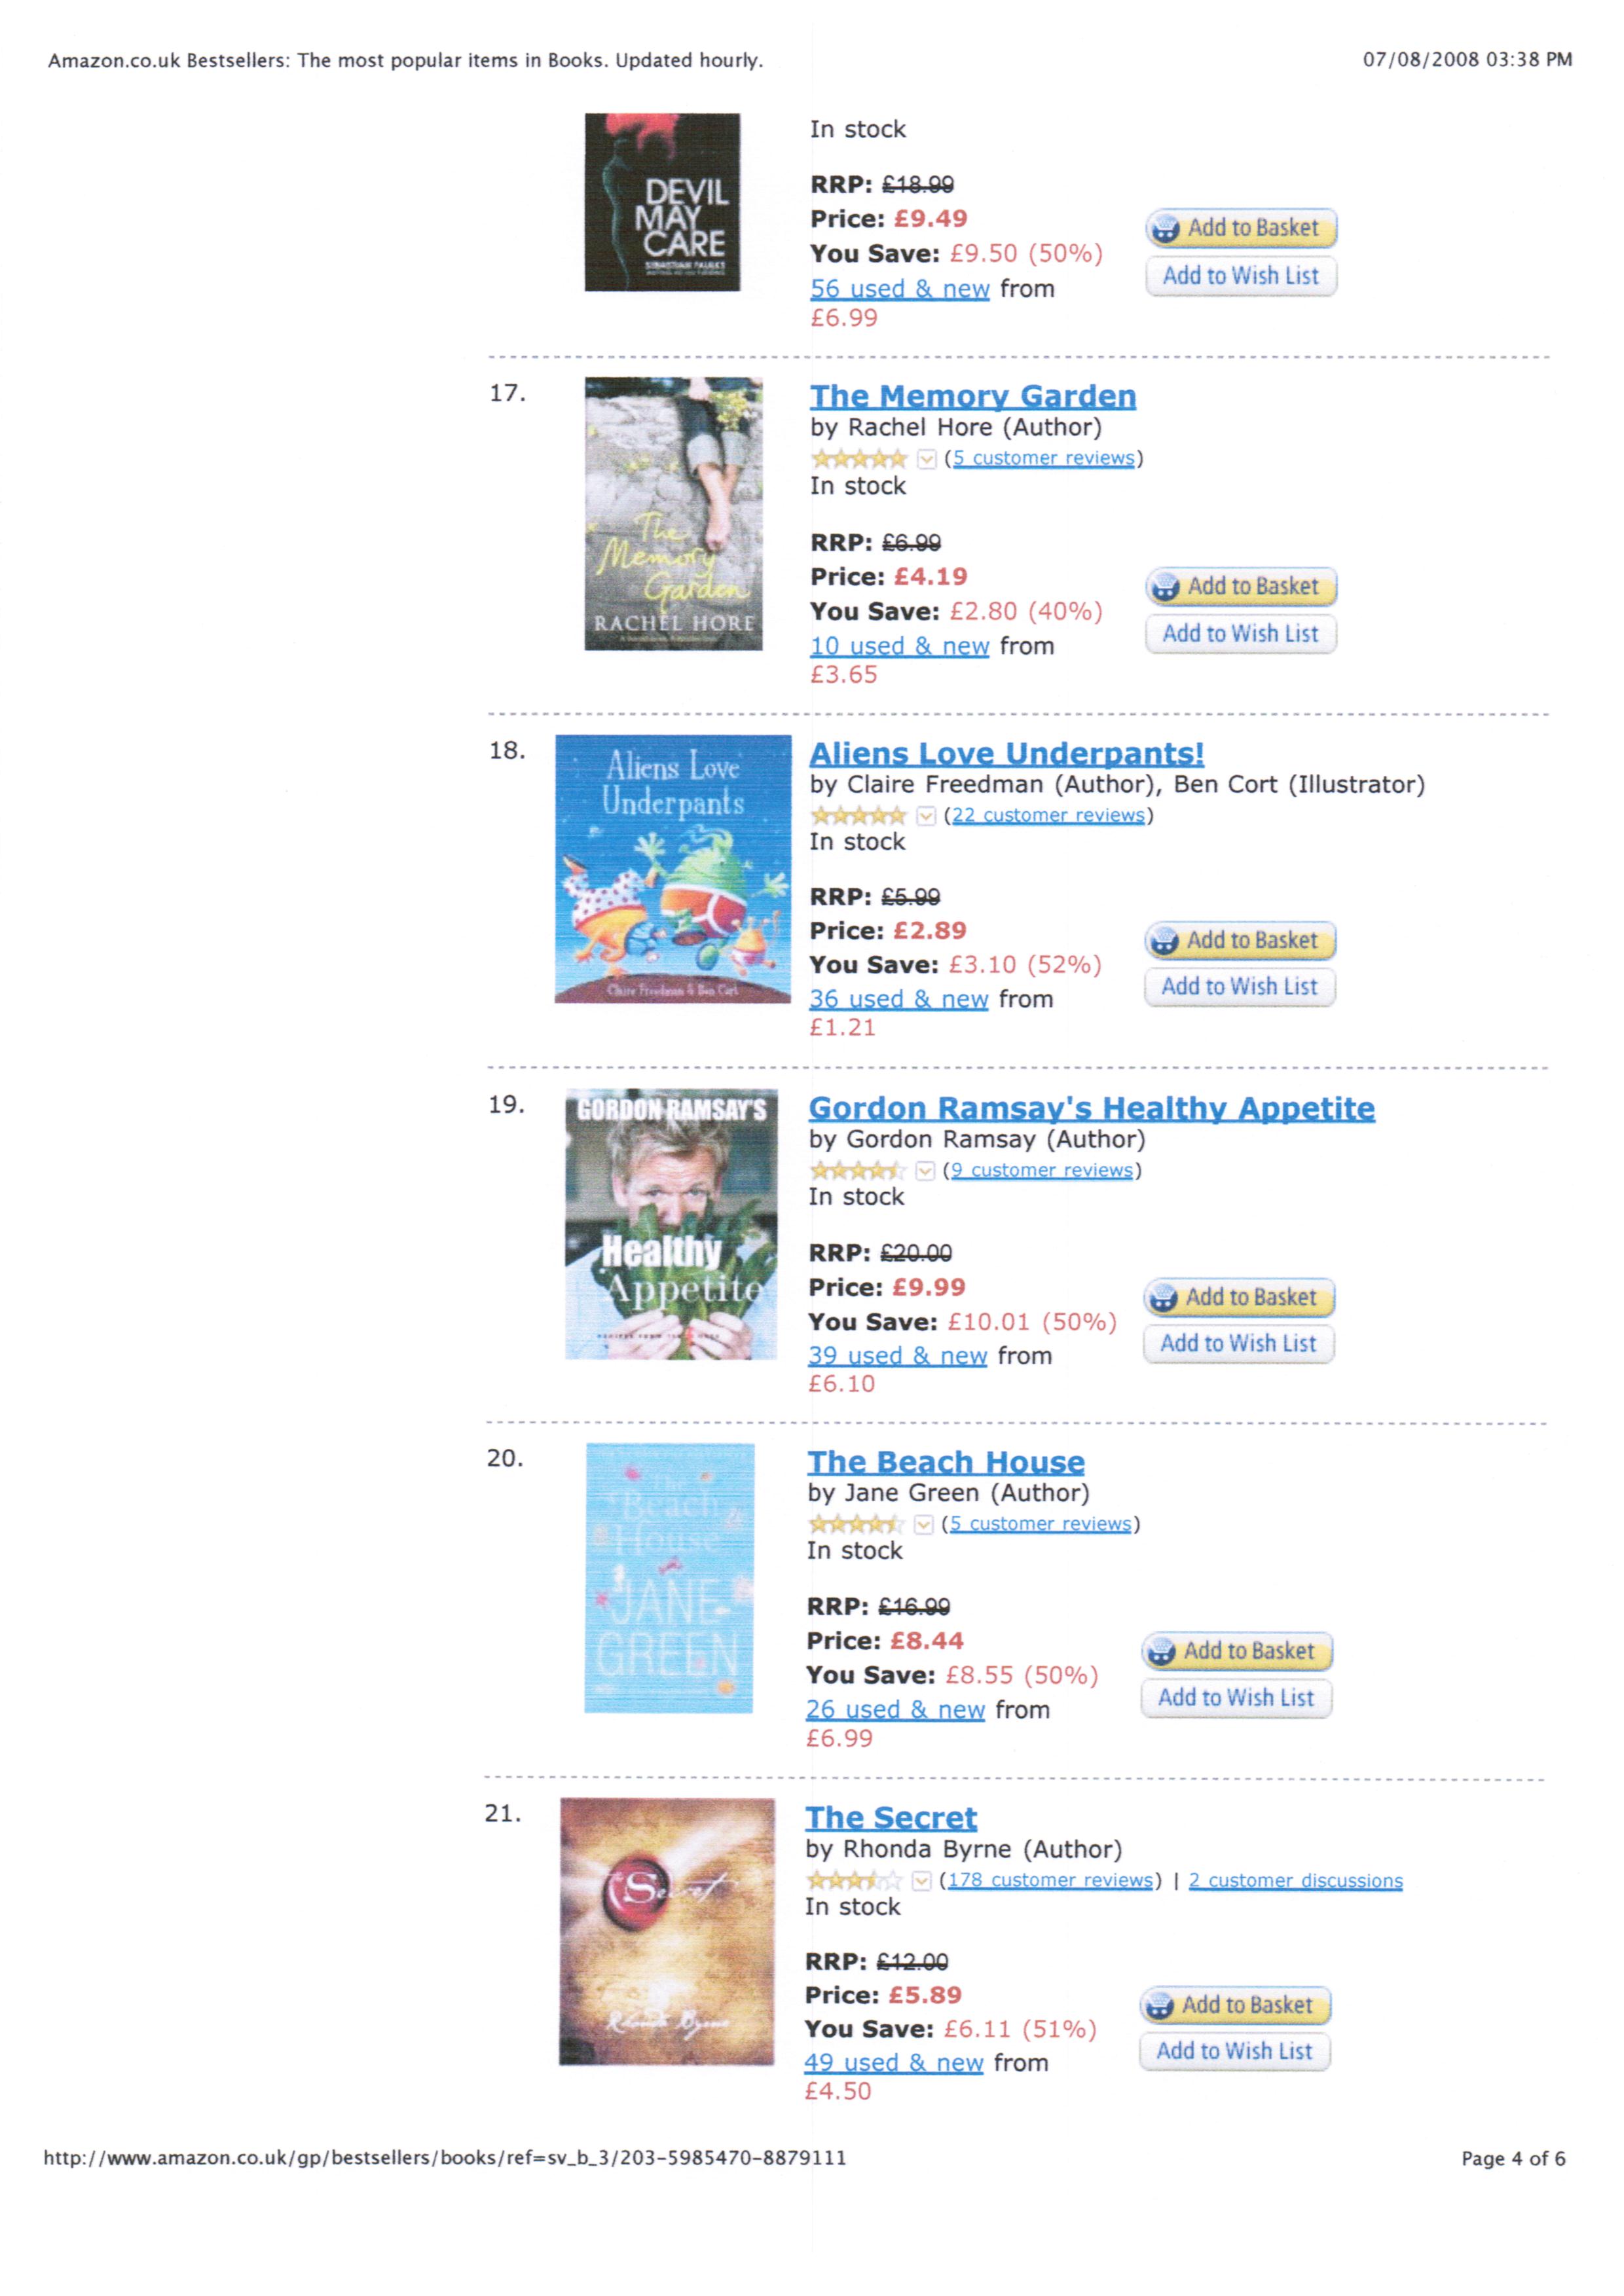 Amazon.co.uk Bestsellers: The most popular items in Books. Updated hourly.
07/08/2008 03:38 PM
DEVIL
MAY
CARE
SEBASTIAN FAULKS
In stock
RRP: £18.99
Price: £9.49
You Save: £9.50 (50%)
56 used & new from
£6.99
Add to Basket
Add to Wish List
17.
The
Memory
Garden
RACHEL HORE
The Memory Garden
by Rachel Hore (Author)
(5 customer reviews)
In stock
RRP: £6.99
Price: £4.19
You Save: £2.80 (40%)
10 used & new from
£3.65
Add to Basket
Add to Wish List
18.
Aliens Love
Underpants
Claire Freedman & Ben Cort
Aliens Love Underpants!
by Claire Freedman (Author), Ben Cort (Illustrator)
(22 customer reviews)
In stock
RRP: £5.99
Price: £2.89
You Save: £3.10 (52%)
36 used & new from
£1.21
Add to Basket
Add to Wish List
19.
GORDON RAMSAY'S
Healthy
Appetite
Gordon Ramsay's Healthy Appetite
by Gordon Ramsay (Author)
(9 customer reviews)
In stock
RRP: £20.00
Price: £9.99
You Save: £10.01 (50%)
39 used & new from
£6.10
Add to Basket
Add to Wish List
20.
The
Beach
House
JANE
GREEN
The Beach House
by Jane Green (Author)
(5 customer reviews)
In stock
RRP: £16.99
Price: £8.44
You Save: £8.55 (50%)
26 used & new from
£6.99
Add to Basket
Add to Wish List
21.
Secret
Rhonda Byrne
The Secret
by Rhonda Byrne (Author)
(178 customer reviews) | 2 customer discussions
In stock
RRP: £12.00
Price: £5.89
You Save: £6.11 (51%)
49 used & new from
£4.50
Add to Basket
Add to Wish List
http://www.amazon.co.uk/gp/bestsellers/books/ref=sv_b_3/203-5985470-8879111
Page 4 of 6